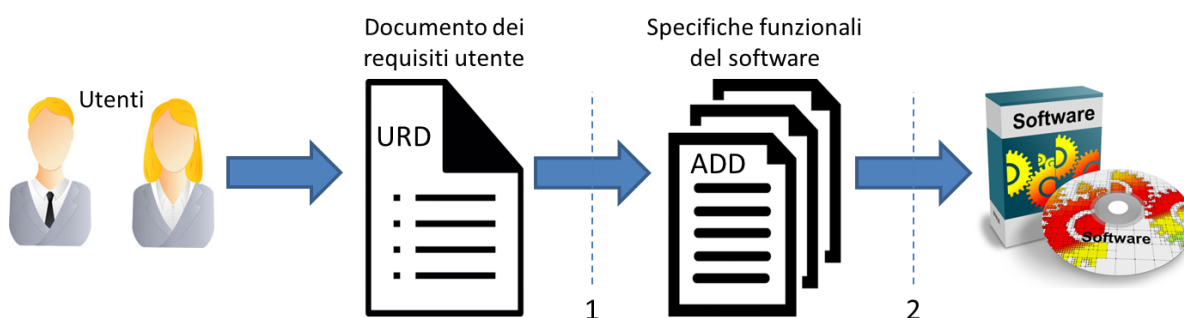 Utenti
Documento dei
requisiti utente
URD
Specifiche funzionali
del software
ADD
Software
Software
1
2